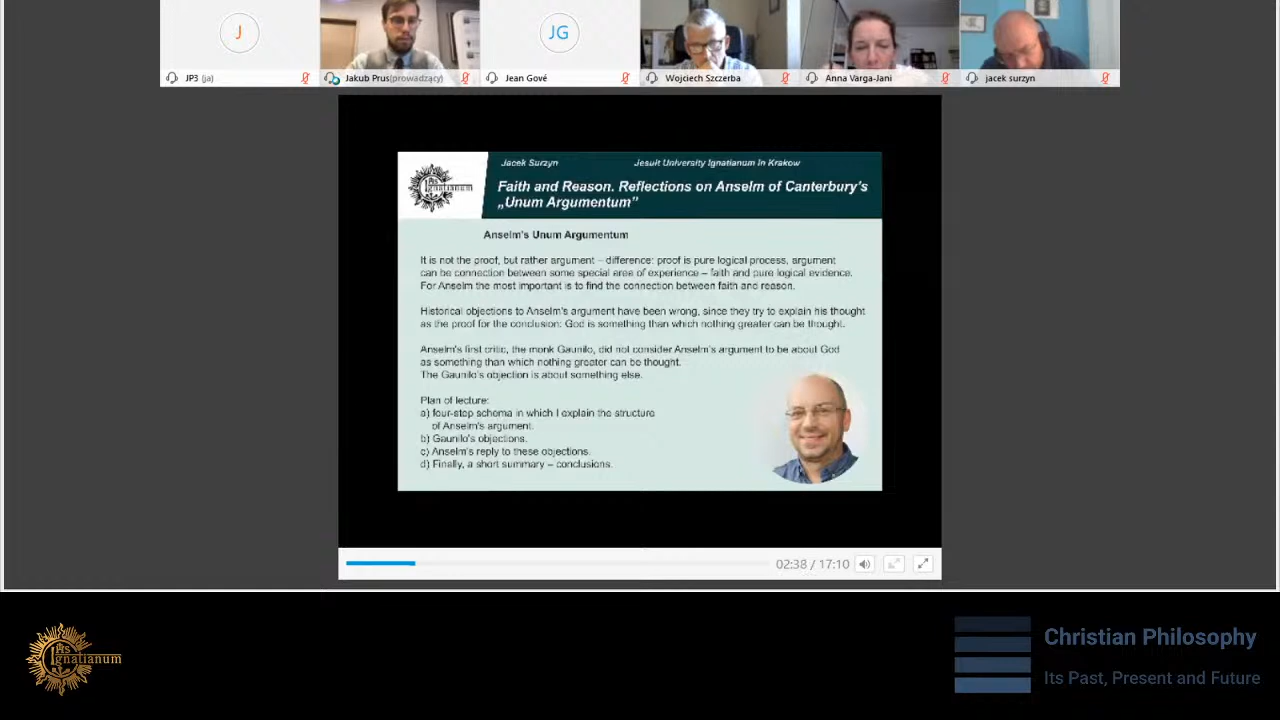 J
JG
JP3 (ja)
Jakub Prus(prowadzący)
Jean Gové
Wojciech Szczerba
Anna Varga-Jani
jacek surzyn
Ignatianum
Jacek Surzyn
Jesuit University Ignatianum in Krakow
Faith and Reason. Reflections on Anselm of Canterbury's
„Unum Argumentum”
Anselm's Unum Argumentum
It is not the proof, but rather argument – difference: proof is pure logical process, argument
can be connection between some special area of experience – faith and pure logical evidence.
For Anselm the most important is to find the connection between faith and reason.
Historical objections to Anselm's argument have been wrong, since they try to explain his thought
as the proof for the conclusion: God is something than which nothing greater can be thought.
Anselm's first critic, the monk Gaunilo, did not consider Anselm's argument to be about God
as something than which nothing greater can be thought.
The Gaunilo's objection is about something else.
Plan of lecture:
a) four-step schema in which I explain the structure
of Anselm's argument.
b) Gaunilo's objections.
c) Anselm's reply to these objections.
d) Finally, a short summary – conclusions.
02:38 / 17:10
Ignatianum
Christian Philosophy
Its Past, Present and Future